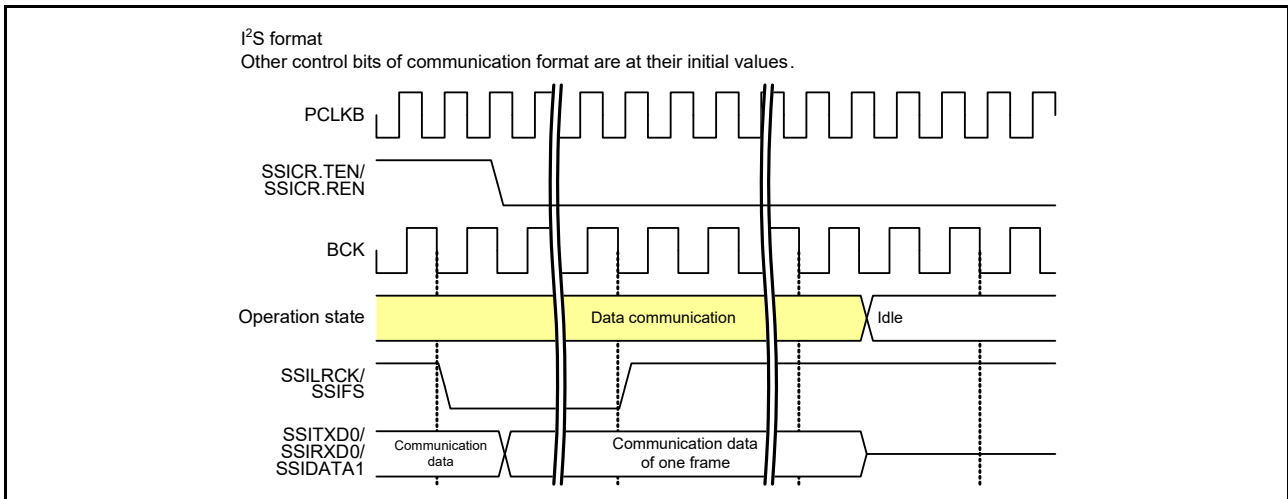 I²S format
Other control bits of communication format are at their initial values.
PCLKB
SSICR.TEN/
SSICR.REN
BCK
Operation state
Data communication
Idle
SSILRCK/
SSIFS
SSITXD0/
SSIRXD0/
SSIDATA1
Communication
data
Communication data
of one frame